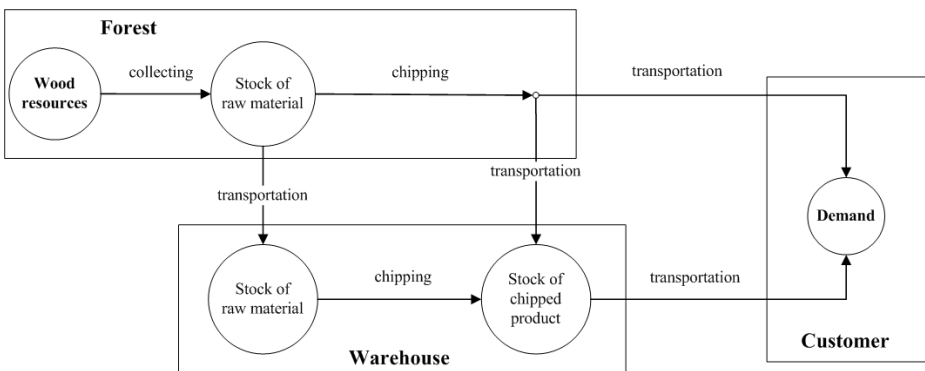 Forest
Wood
resources
collecting
Stock of
raw material
chipping
transportation
transportation
transportation
Demand
Stock of
raw material
chipping
Stock of
chipped
product
transportation
Warehouse
Customer